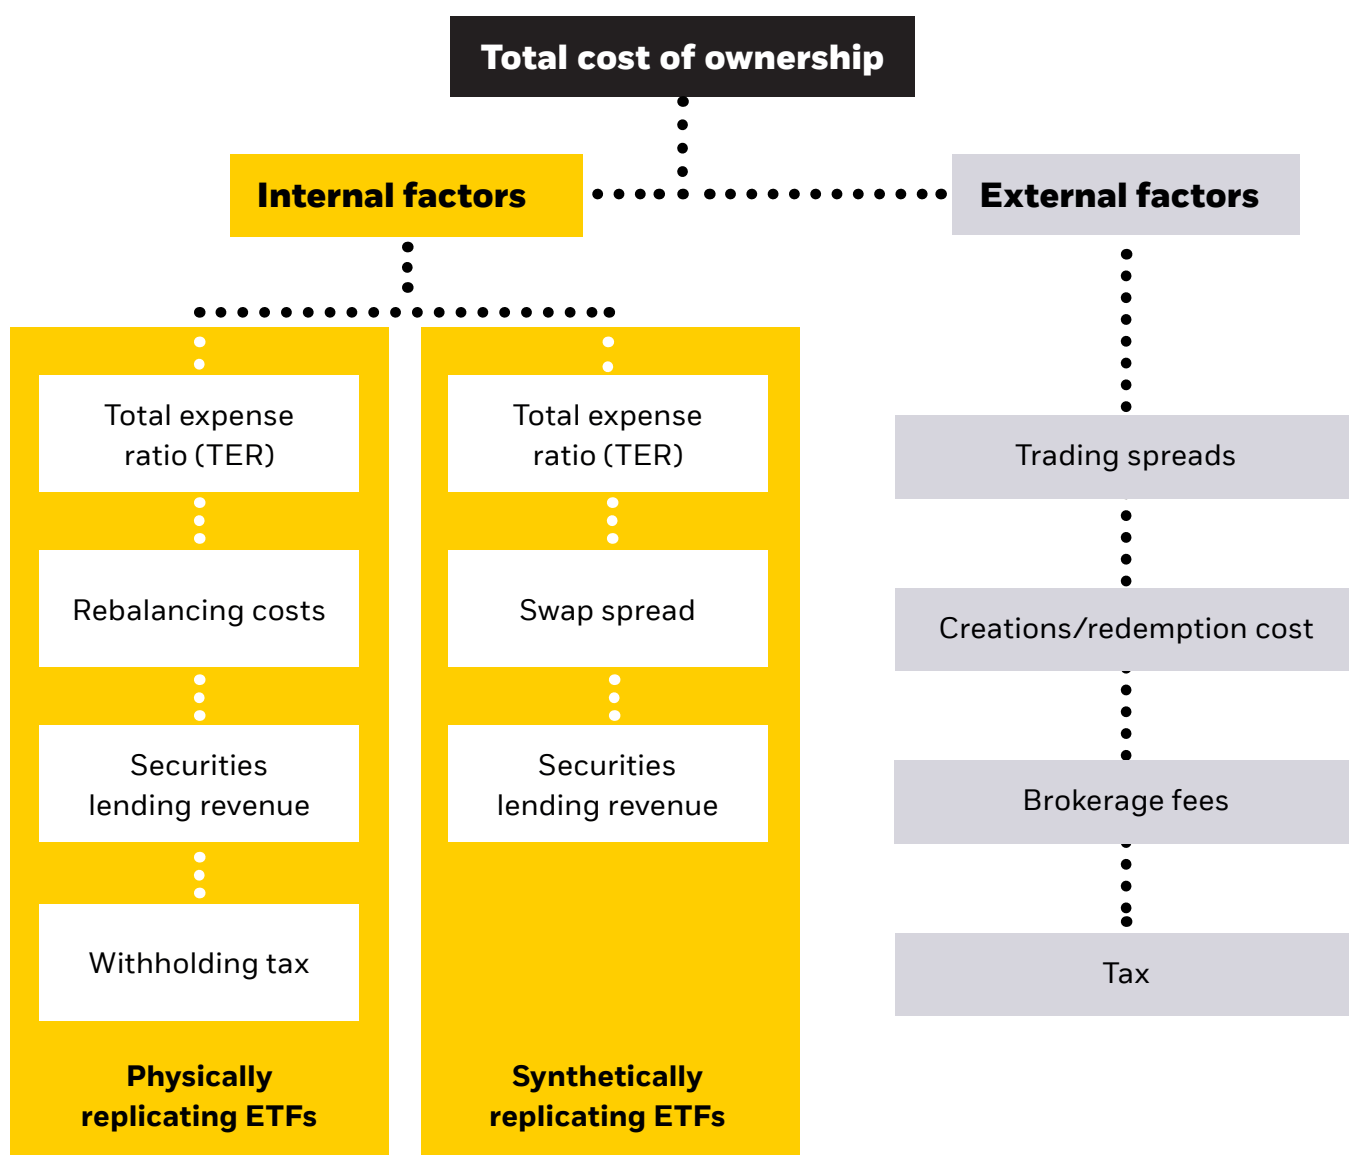 Total cost of ownership
Internal factors
External factors
Total expense
ratio (TER)
Rebalancing costs
Securities
lending revenue
Withholding tax
Physically
replicating ETFs
Total expense
ratio (TER)
Swap spread
Securities
lending revenue
Synthetically
replicating ETFs
Trading spreads
Creations/redemption cost
Brokerage fees
Tax